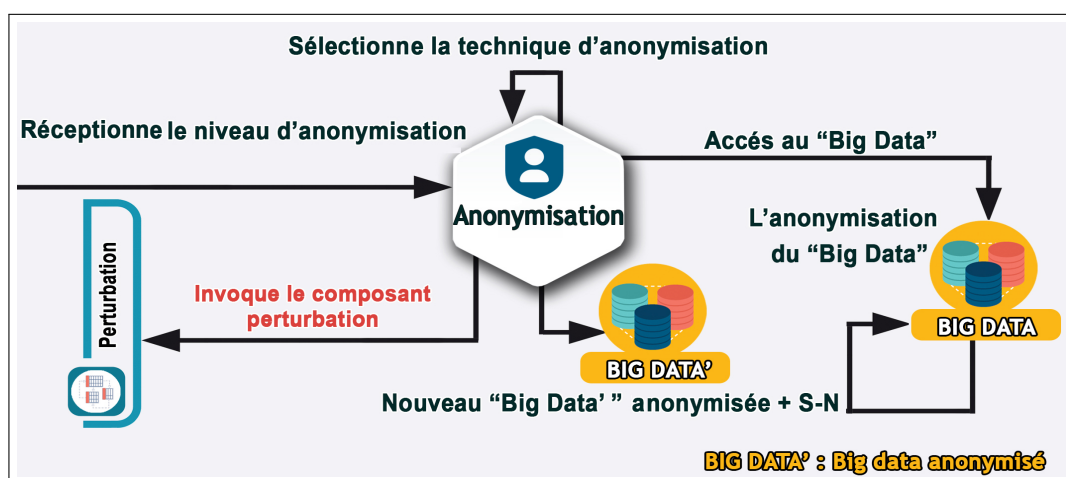 Sélectionne la technique d’anonymisation
Réceptionne le niveau d’anonymisation
Accés au “Big Data”
Anonymisation
L’anonymisation
du “Big Data”
Perturbation
Invoque le composant
perturbation
BIG DATA
BIG DATA’
Nouveau “Big Data’ ” anonymisée + S-N
BIG DATA’ : Big data anonymisé